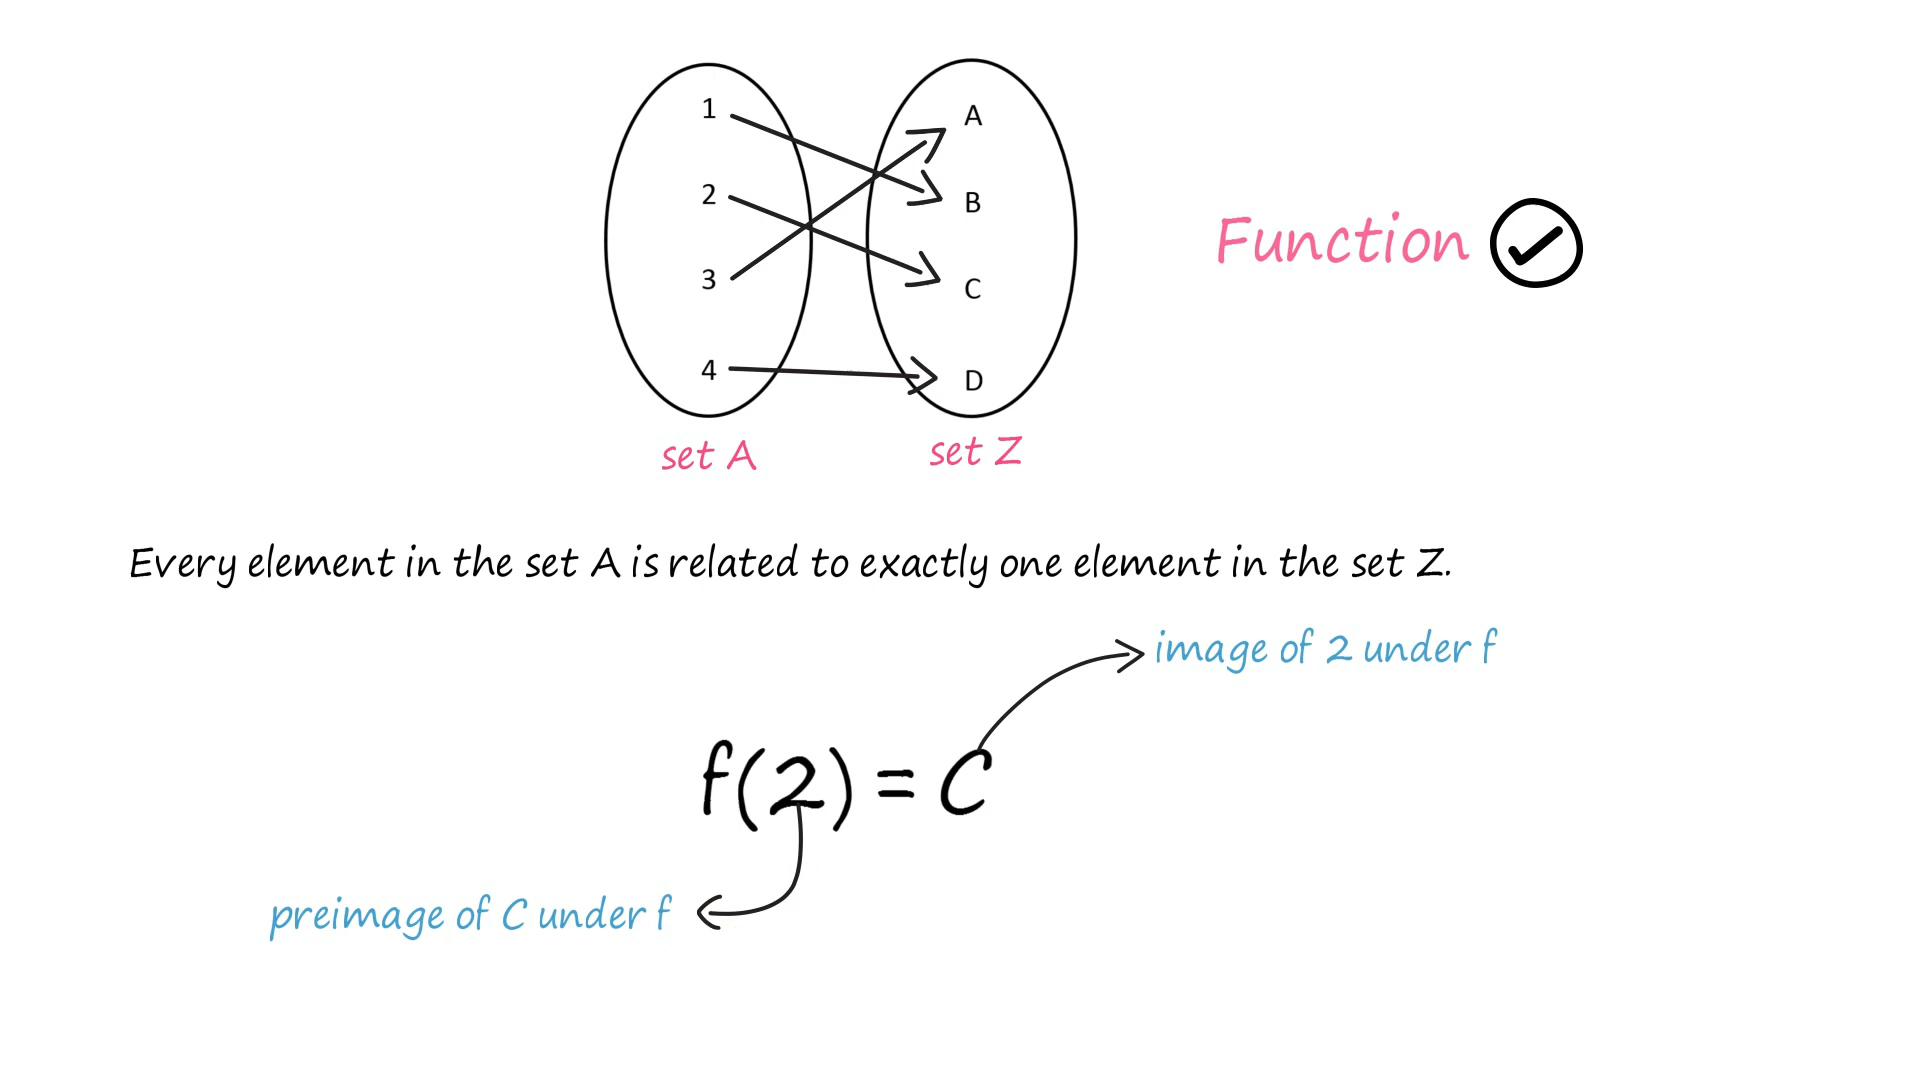 1
2
3
4
A
B
C
D
set A
set Z
Function
Every element in the set A is related to exactly one element in the set Z.
image of 2 under f
f(2) = C
preimage of C under f